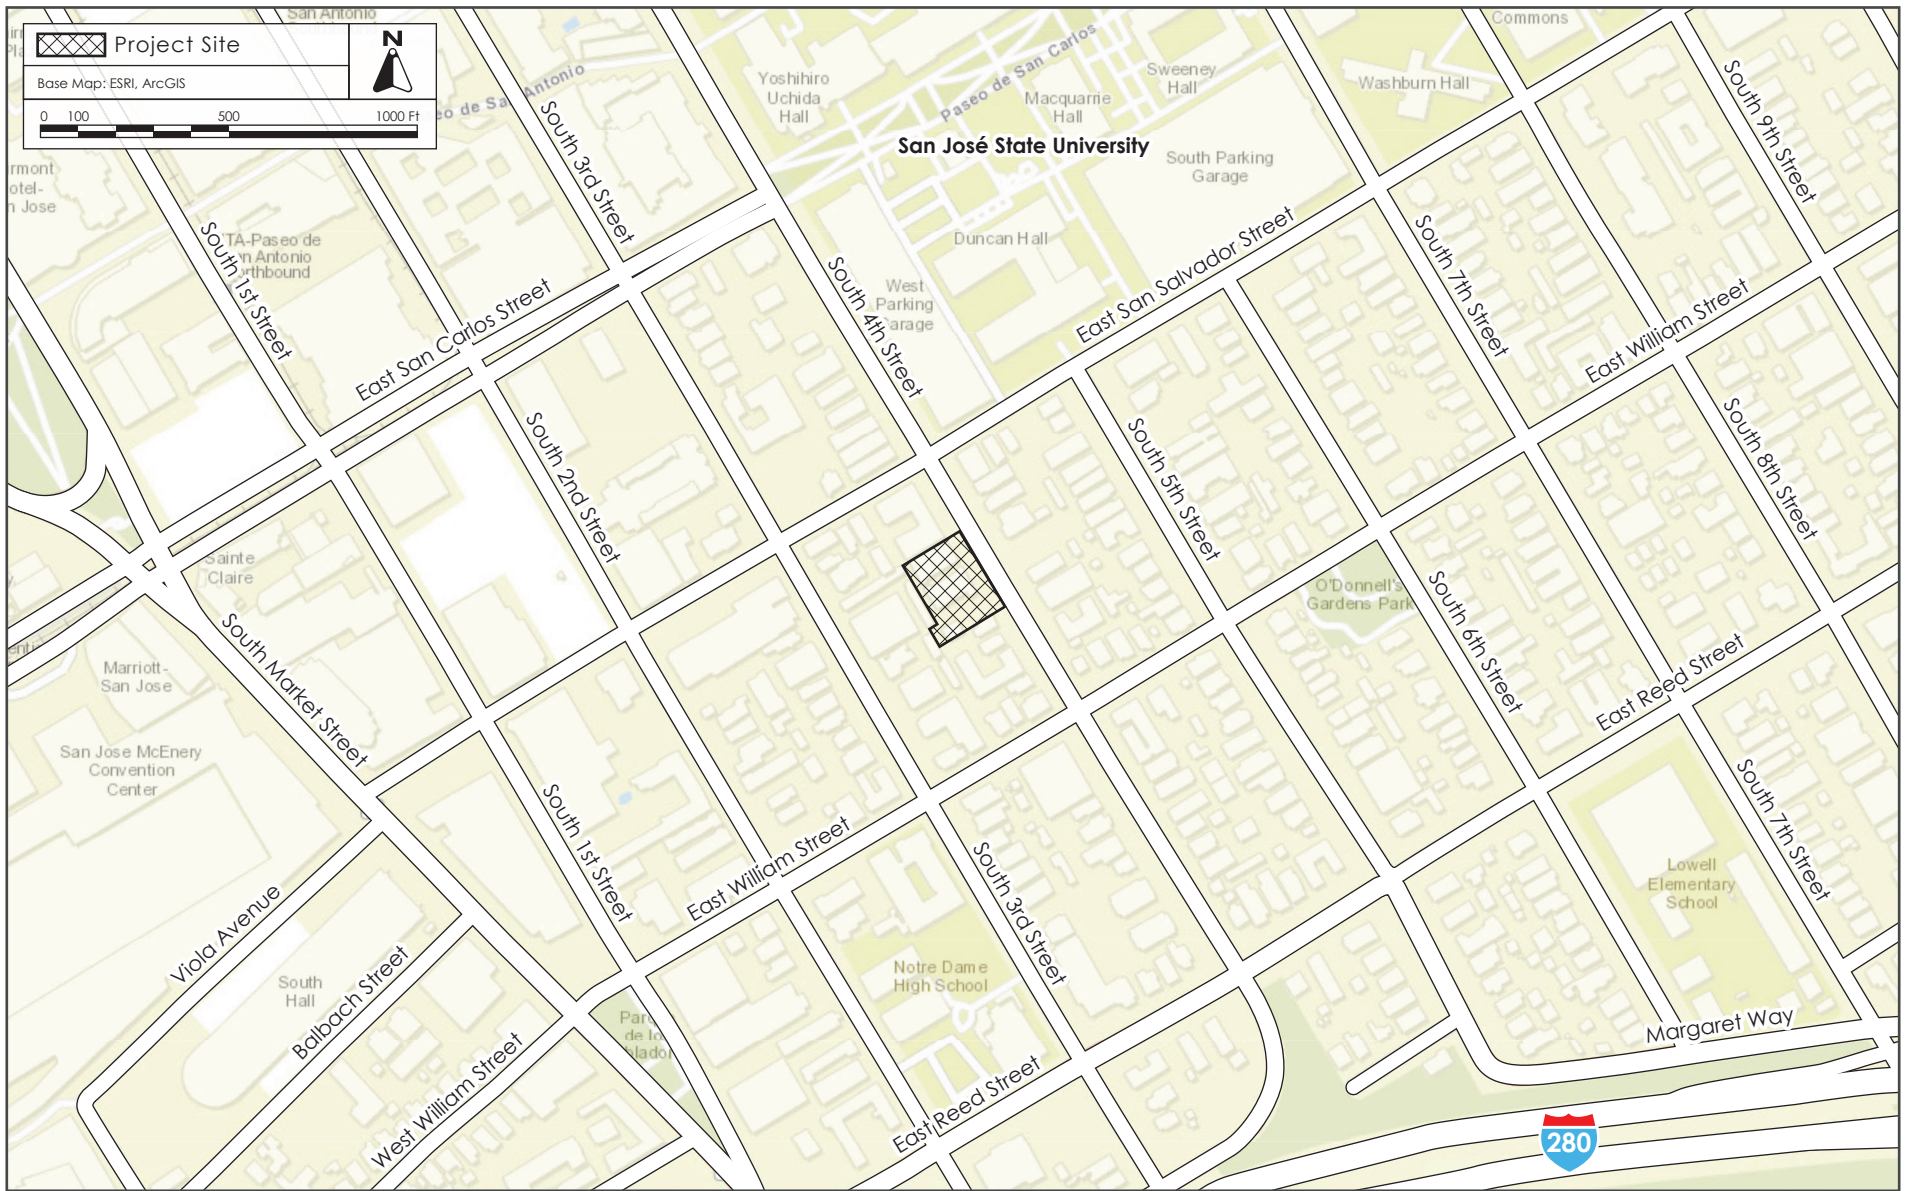 Project Site
N
Base Map: ESRI, ArcGIS
0 100 500 1000 Ft
San Antonio
Commons
Yoshihiro
Uchida
Hall
Paseo de San Carlos
Macquarrie
Hall
Sweeney
Hall
Washburn Hall
San José State University
South Parking
Garage
South 9th Street
South 3rd Street
South 1st Street
Duncan Hall
West
Parking
East San Salvador Street
South 7th Street
South 4th Street
East San Carlos Street
East William Street
South 2nd Street
South 5th Street
South 8th Street
Sainte
Claire
O'Donnell's
Gardens Park
South 6th Street
South Market Street
Marriott-
San Jose
East Reed Street
San Jose McEnery
Convention
Center
South 1st Street
East William Street
South 3rd Street
South 7th Street
Lowell
Elementary
School
Viola Avenue
Balbach Street
South
Hall
Notre Dame
High School
West William Street
East Reed Street
Margaret Way
280